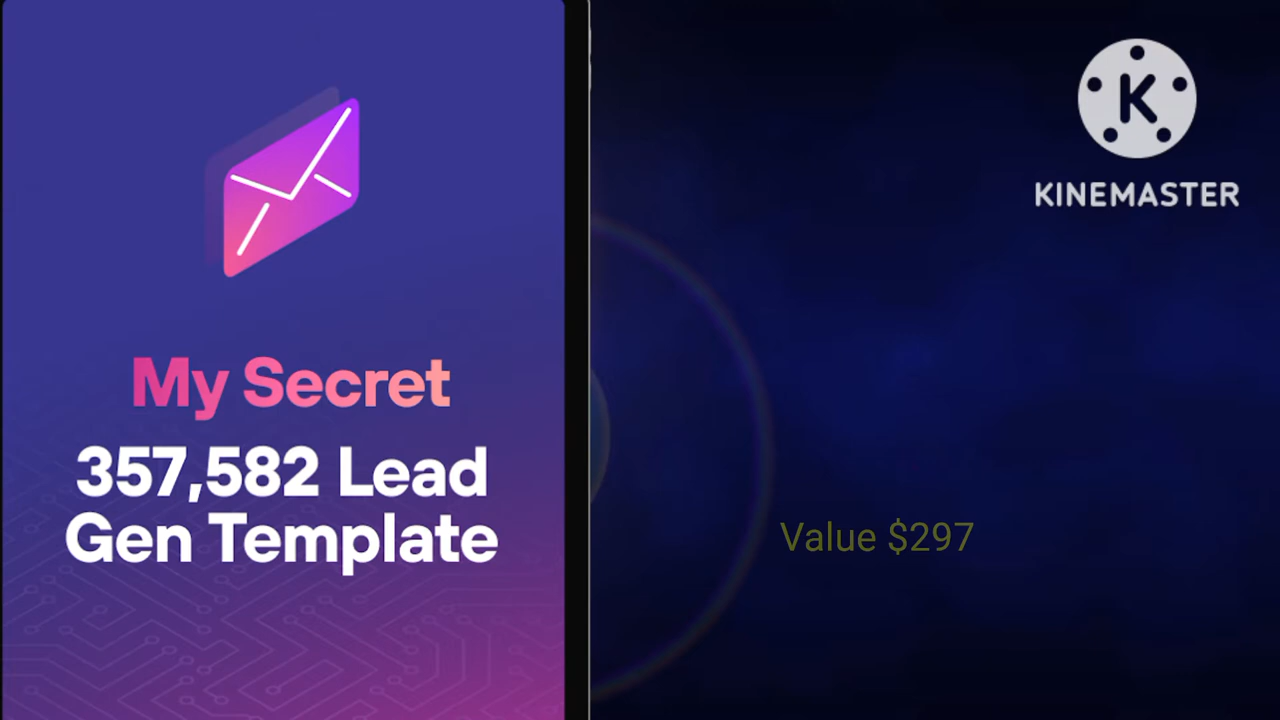 My Secret
357,582 Lead
Gen Template
Value $297
K
KINEMASTER